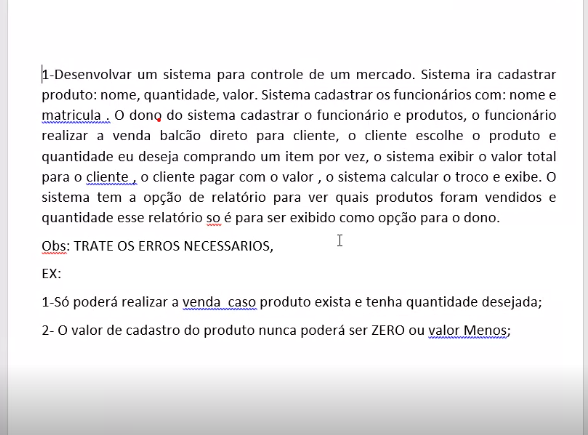 1-Desenvolvar um sistema para controle de um mercado. Sistema ira cadastrar
produto: nome, quantidade, valor. Sistema cadastrar os funcionários com: nome e
matricula . O dono do sistema cadastrar o funcionário e produtos, o funcionário
realizar a venda balcão direto para cliente, o cliente escolhe o produto e
quantidade eu deseja comprando um item por vez, o sistema exibir o valor total
para o cliente , o cliente pagar com o valor , o sistema calcular o troco e exibe. O
sistema tem a opção de relatório para ver quais produtos foram vendidos e
quantidade esse relatório so é para ser exibido como opção para o dono.
Obs: TRATE OS ERROS NECESSARIOS,
EX:
1-Só poderá realizar a venda  caso produto exista e tenha quantidade desejada;
2- O valor de cadastro do produto nunca poderá ser ZERO ou valor Menos;